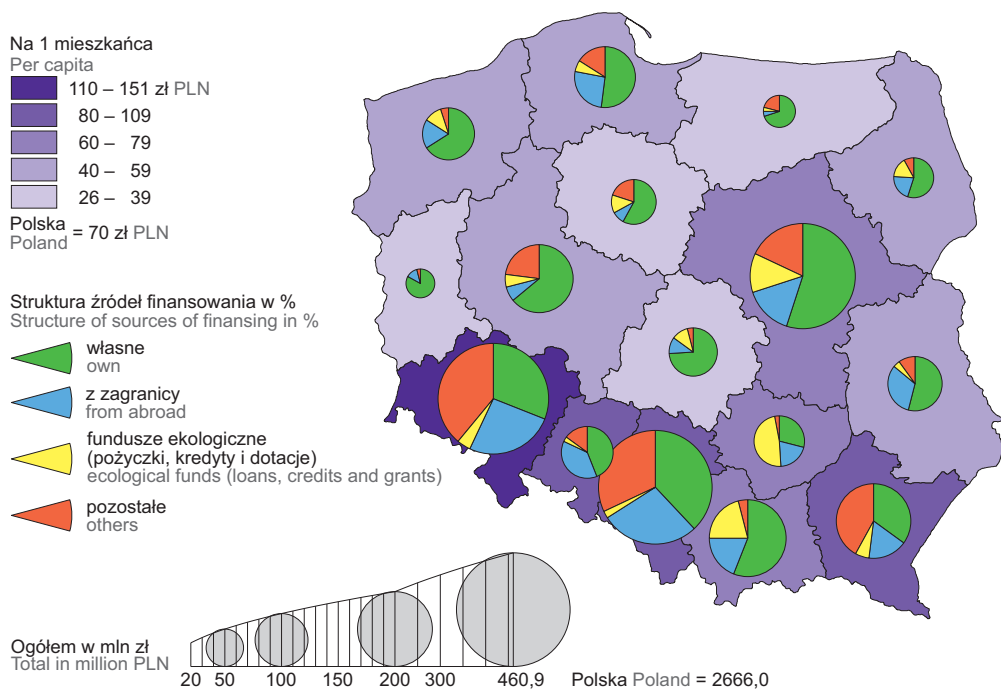 Na 1 mieszkańca
Per capita
110 – 151 zł PLN
80 – 109
60 – 79
40 – 59
26 – 39
Polska
Poland = 70 zł PLN
Struktura źródeł finansowania w %
Structure of sources of finansing in %
własne
own
z zagranicy
from abroad
fundusze ekologiczne
(pożyczki, kredyty i dotacje)
ecological funds (loans, credits and grants)
pozostałe
others
Ogółem w mln zł
Total in million PLN
20 50 100 150 200 300 460,9 Polska Poland = 2666,0